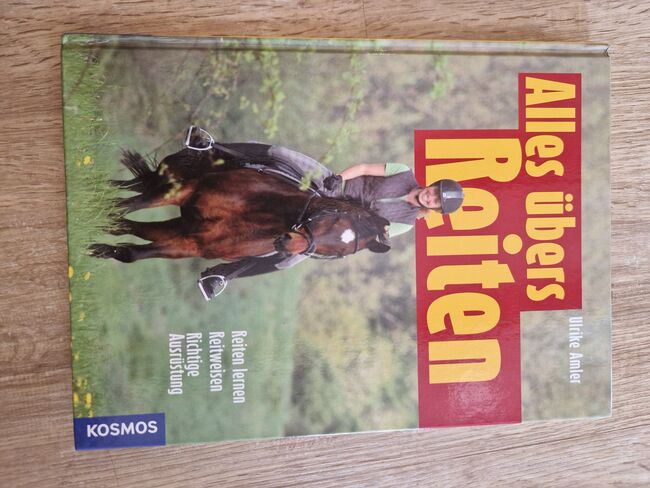 Ulrike Amler
Alles übers
Reiten
Reiten lernen
Reitweisen
Richtige
Ausrüstung
KOSMOS